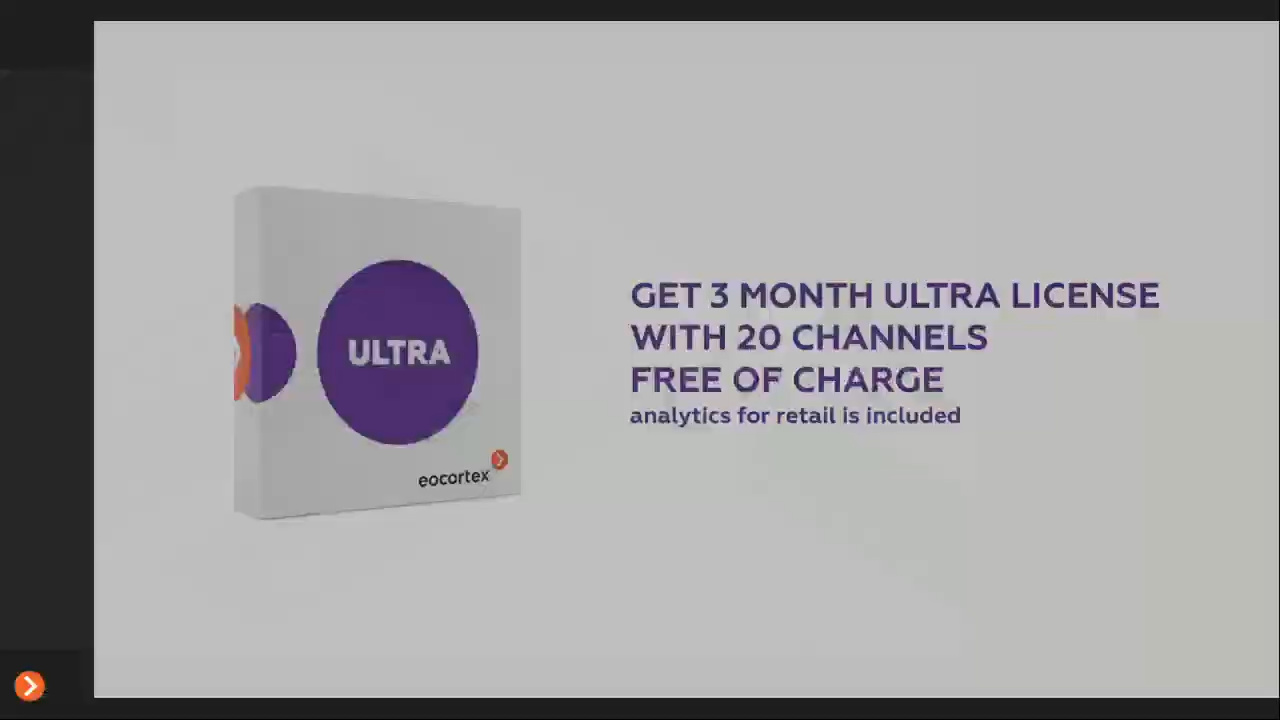 ULTRA
eocortex
GET 3 MONTH ULTRA LICENSE
WITH 20 CHANNELS
FREE OF CHARGE
analytics for retail is included